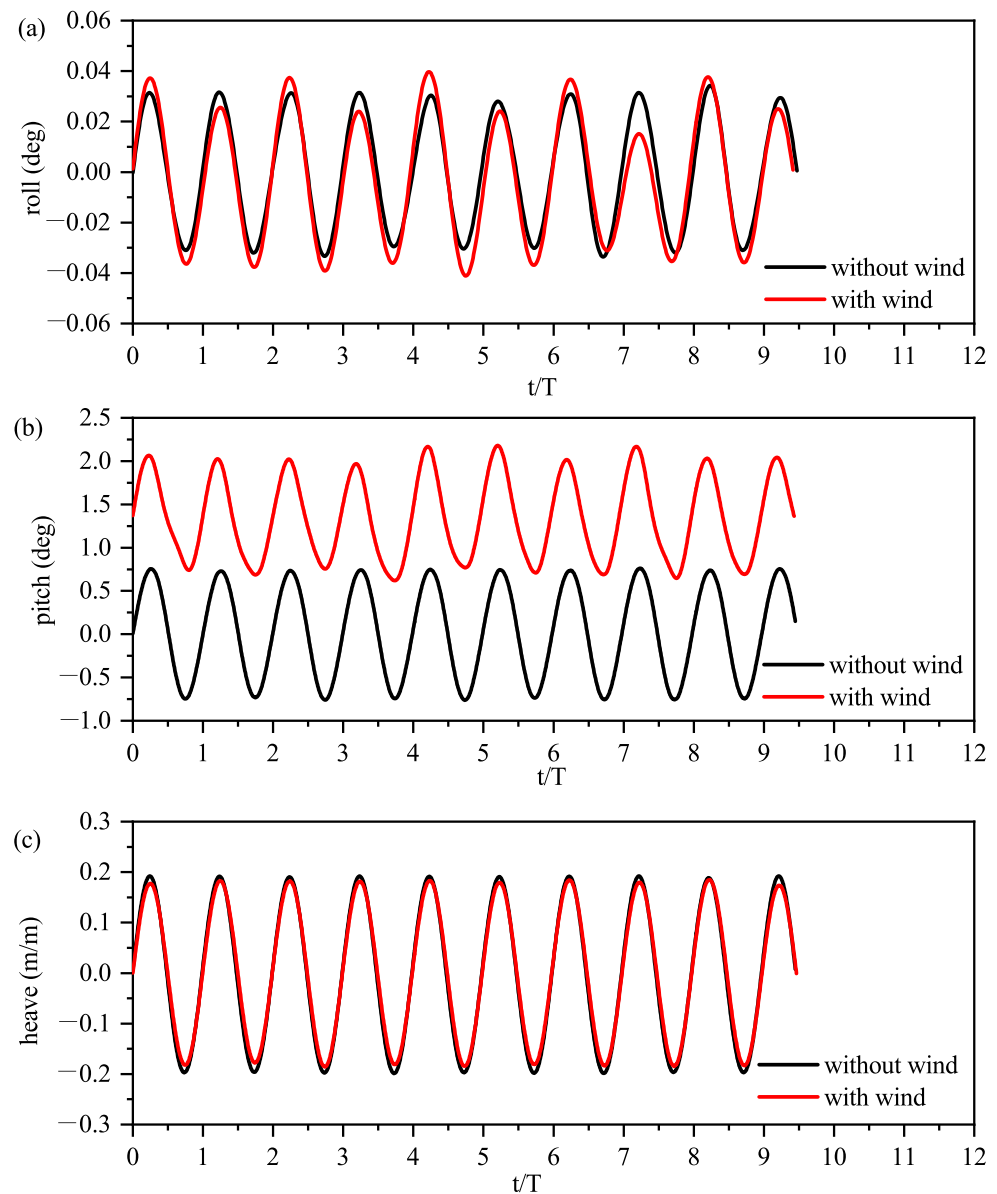 (a)
roll (deg)
0.06
0.04
0.02
0.00
−0.02
−0.04
−0.06
without wind
with wind
0 1 2 3 4 5 6 7 8 9 10 11 12
t/T
(b)
pitch (deg)
2.5
2.0
1.5
1.0
0.5
0.0
−0.5
−1.0
without wind
with wind
0 1 2 3 4 5 6 7 8 9 10 11 12
t/T
(c)
heave (m/m)
0.3
0.2
0.1
0.0
−0.1
−0.2
−0.3
without wind
with wind
0 1 2 3 4 5 6 7 8 9 10 11 12
t/T